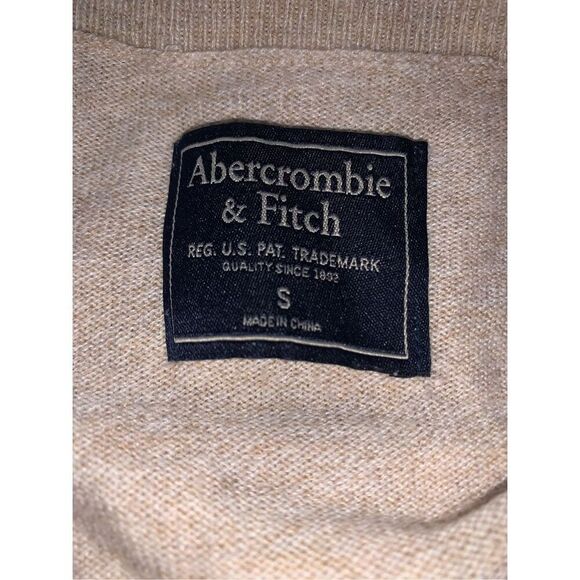 Abercrombie
& Fitch
REG. U.S. PAT. TRADEMARK
QUALITY SINCE 1892
S
MADE IN CHINA